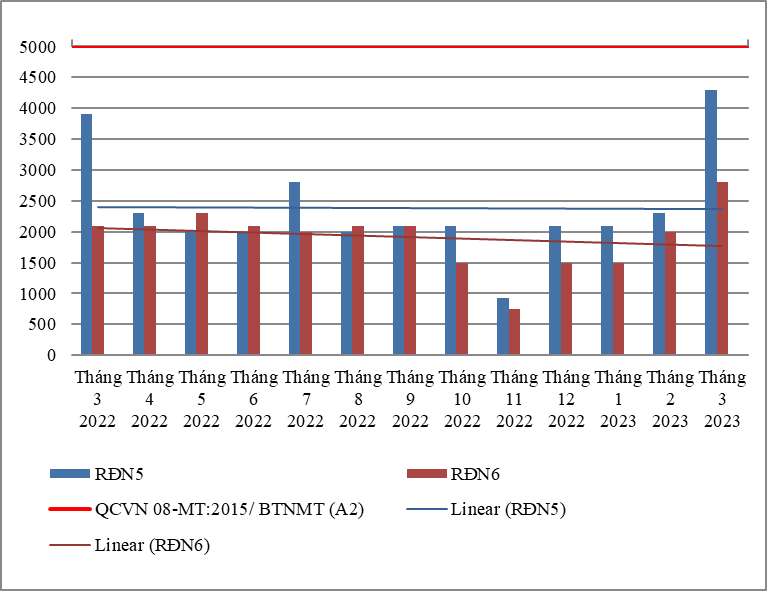 5000
4500
4000
3500
3000
2500
2000
1500
1000
500
0
Tháng Tháng Tháng Tháng Tháng Tháng Tháng Tháng Tháng Tháng Tháng Tháng Tháng
3 4 5 6 7 8 9 10 11 12 1 2 3
2022 2022 2022 2022 2022 2022 2022 2022 2022 2022 2023 2023 2023
RĐN5 RĐN6
QCVN 08-MT:2015/ BTNMT (A2) Linear (RĐN5)
Linear (RĐN6)